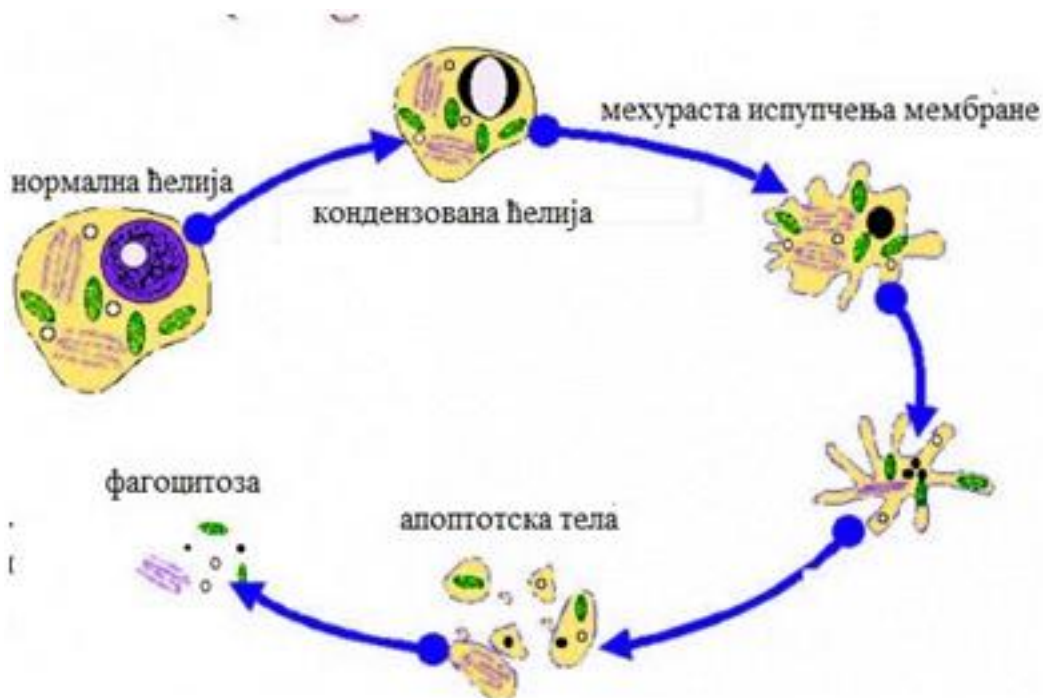 нормална ћелија
кондензована ћелија
мехураста испупчења мембране
апоптотска тела
фагоцитоза